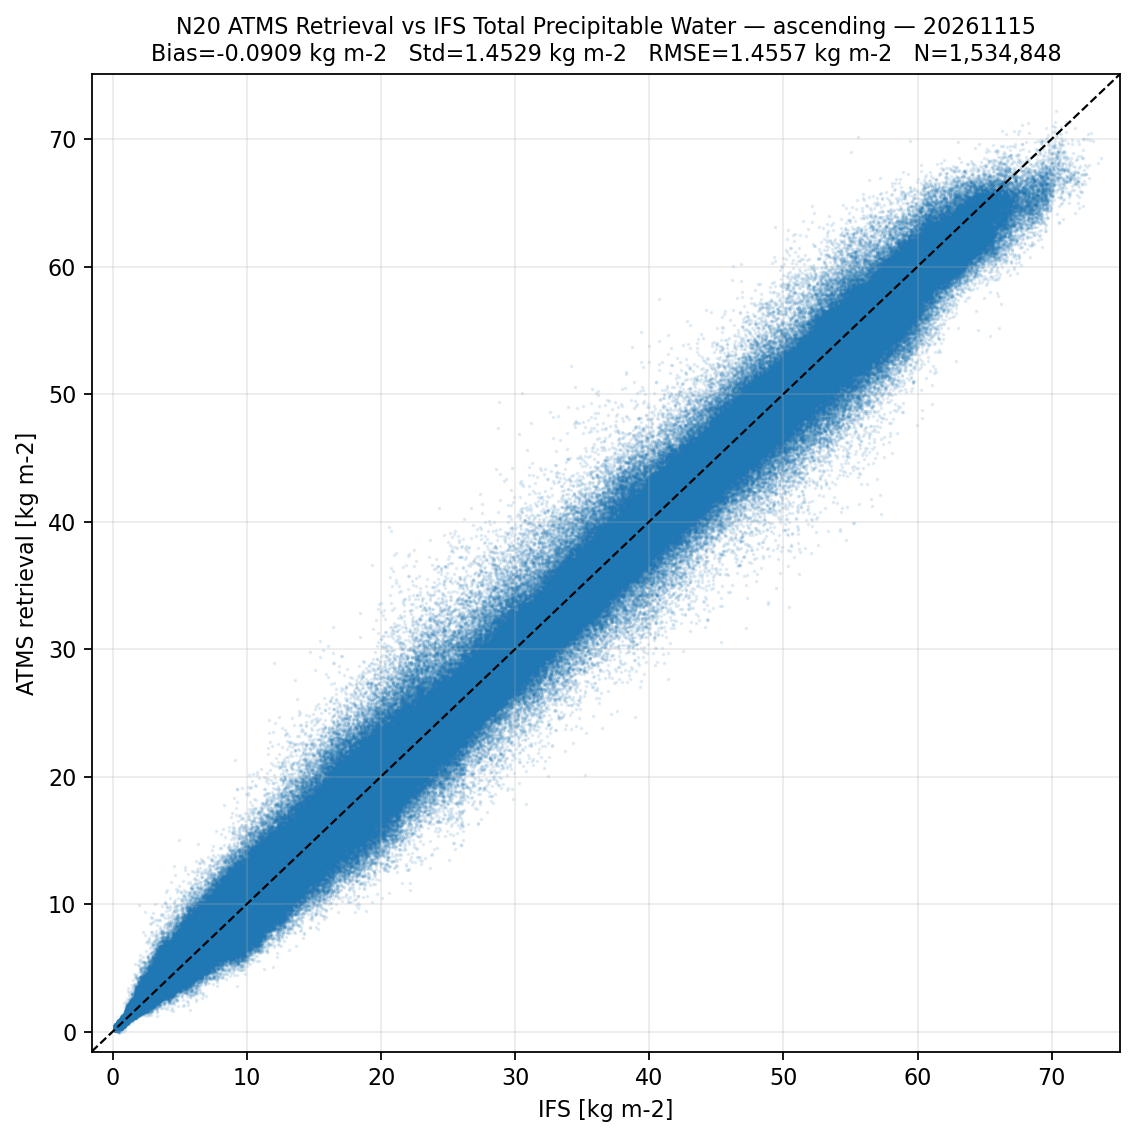 N20 ATMS Retrieval vs IFS Total Precipitable Water — ascending — 20261115
Bias=-0.0909 kg m-2   Std=1.4529 kg m-2   RMSE=1.4557 kg m-2   N=1,534,848
70
60
50
40
30
20
10
0
ATMS retrieval [kg m-2]
0 10 20 30 40 50 60 70
IFS [kg m-2]